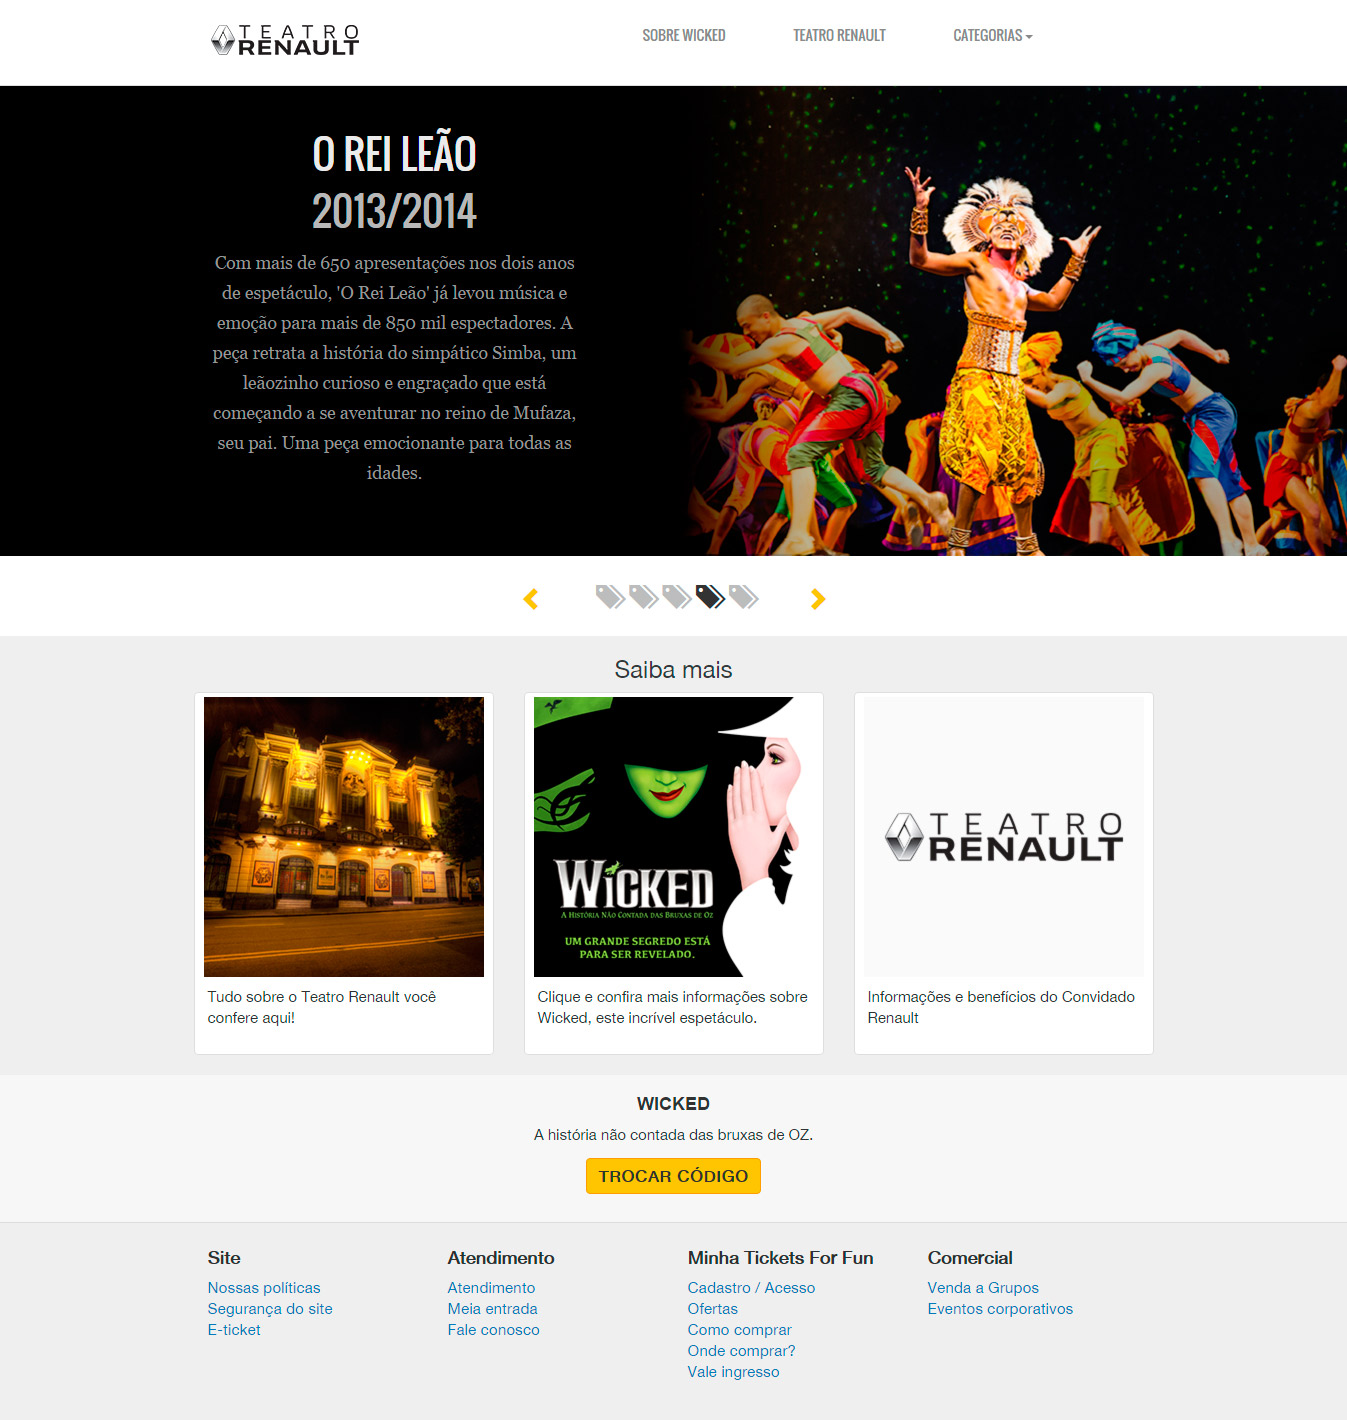 TEATRO
RENAULT
SOBRE WICKED
TEATRO RENAULT
CATEGORIAS
O REI LEÃO
2013/2014
Com mais de 650 apresentações nos dois anos
de espetáculo, 'O Rei Leão' já levou música e
emoção para mais de 850 mil espectadores. A
peça retrata a história do simpático Simba, um
leãozinho curioso e engraçado que está
começando a se aventurar no reino de Mufaza,
seu pai. Uma peça emocionante para todas as
idades.
Saiba mais
WICKED
A HISTÓRIA NÃO CONTADA DAS BRUXAS DE OZ
UM GRANDE SEGREDO ESTÁ
PARA SER REVELADO.
TEATRO
RENAULT
Tudo sobre o Teatro Renault você
confere aqui!
Clique e confira mais informações sobre
Wicked, este incrível espetáculo.
Informações e benefícios do Convidado
Renault
WICKED
A história não contada das bruxas de OZ.
TROCAR CÓDIGO
Site
Nossas políticas
Segurança do site
E-ticket
Atendimento
Atendimento
Meia entrada
Fale conosco
Minha Tickets For Fun
Cadastro / Acesso
Ofertas
Como comprar
Onde comprar?
Vale ingresso
Comercial
Venda a Grupos
Eventos corporativos